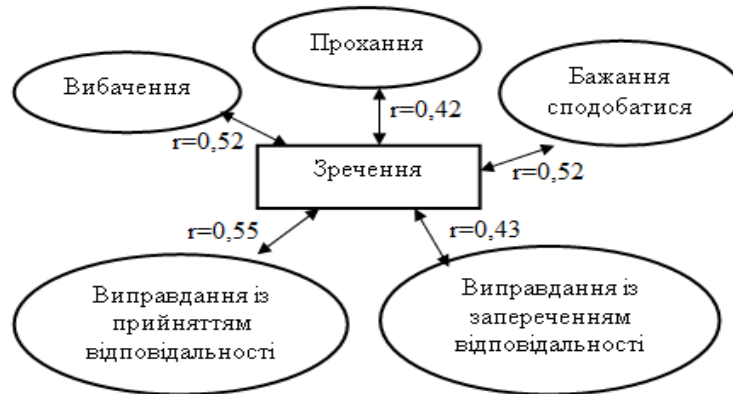 Прохання
Вибачення
Бажання
сподобатися
r=0,42
r=0,52
Зречення
r=0,52
r=0,55
r=0,43
Виправдання із
прийняттям
відповідальності
Виправдання із
запереченням
відповідальності